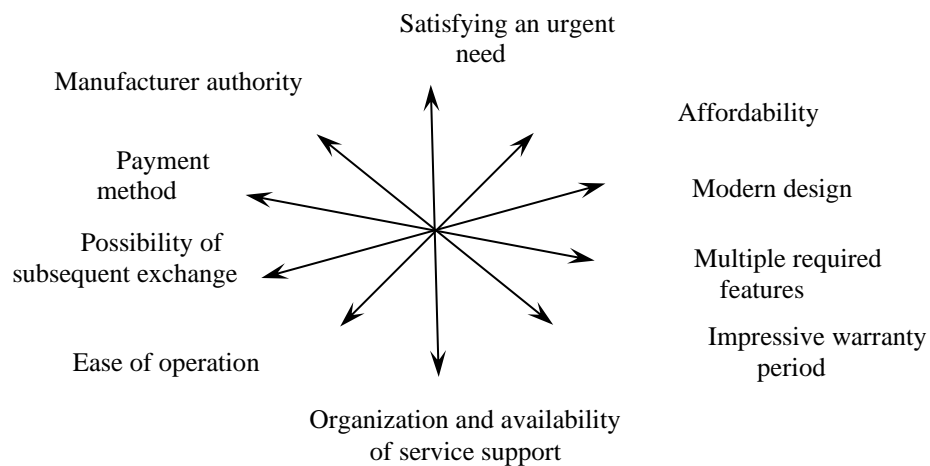 Satisfying an urgent
need
Manufacturer authority
Affordability
Payment
method
Modern design
Possibility of
subsequent exchange
Multiple required
features
Impressive warranty
period
Ease of operation
Organization and availability
of service support